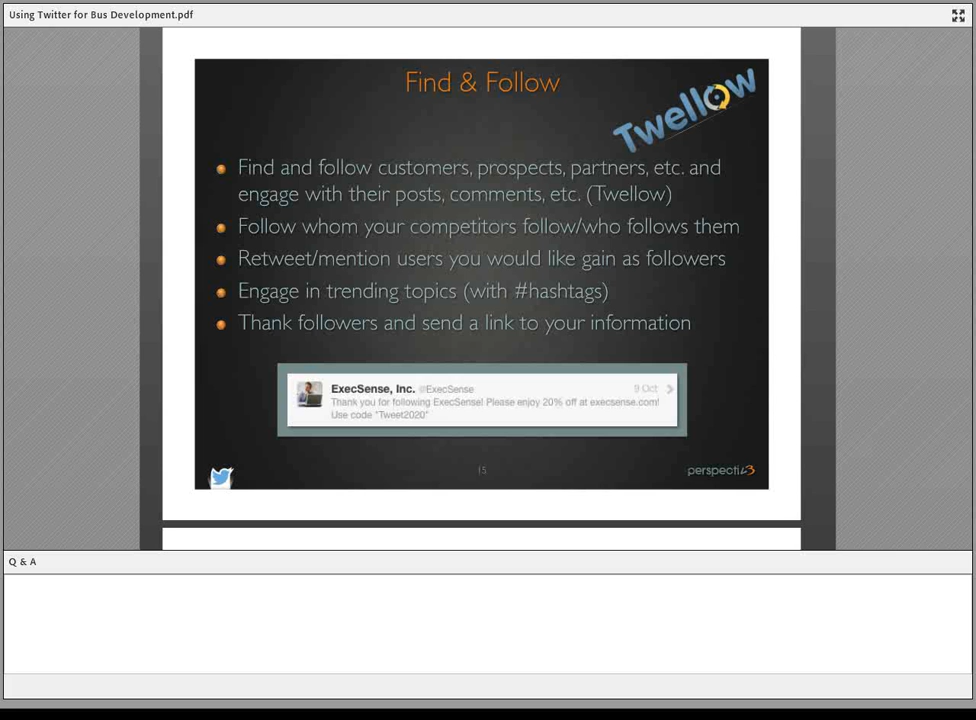 Using Twitter for Bus Development.pdf
Find & Follow
Twellow
Find and follow customers, prospects, partners, etc. and
engage with their posts, comments, etc. (Twellow)
Follow whom your competitors follow/who follows them
Retweet/mention users you would like gain as followers
Engage in trending topics (with #hashtags)
Thank followers and send a link to your information
ExecSense, Inc. @ExecSense 9 Oct
Thank you for following ExecSense! Please enjoy 20% off at execsense.com!
Use code "Tweet2020"
15
perspectiv3
Q & A